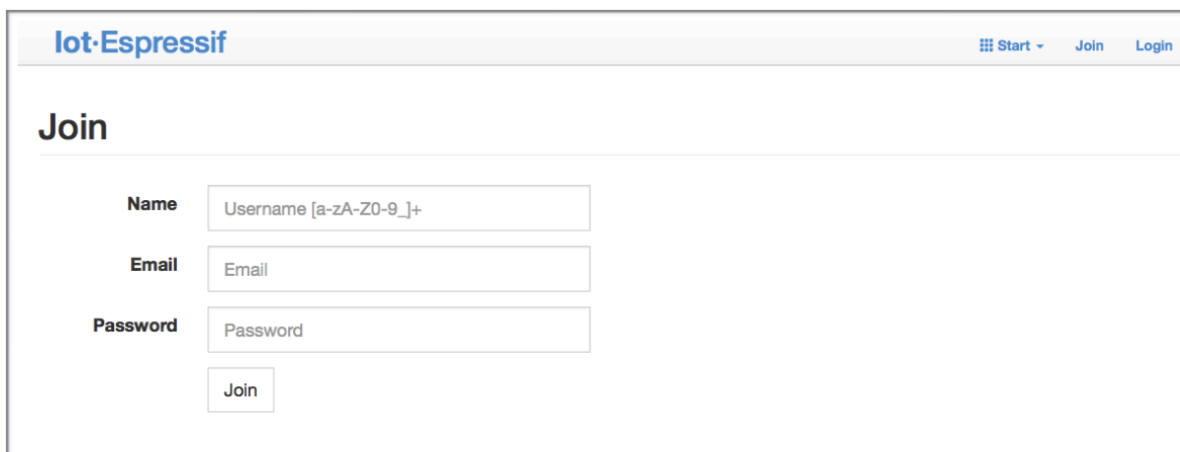 Iot·Espressif
Start Join Login
Join
Name Username [a-zA-Z0-9_]+
Email Email
Password Password
Join